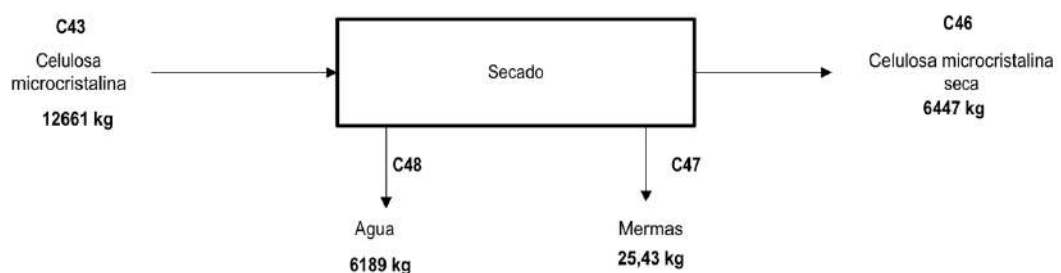 C43
Celulosa
microcristalina
12661 kg
Secado
C46
Celulosa microcristalina
seca
6447 kg
C48
C47
Agua
6189 kg
Mermas
25,43 kg